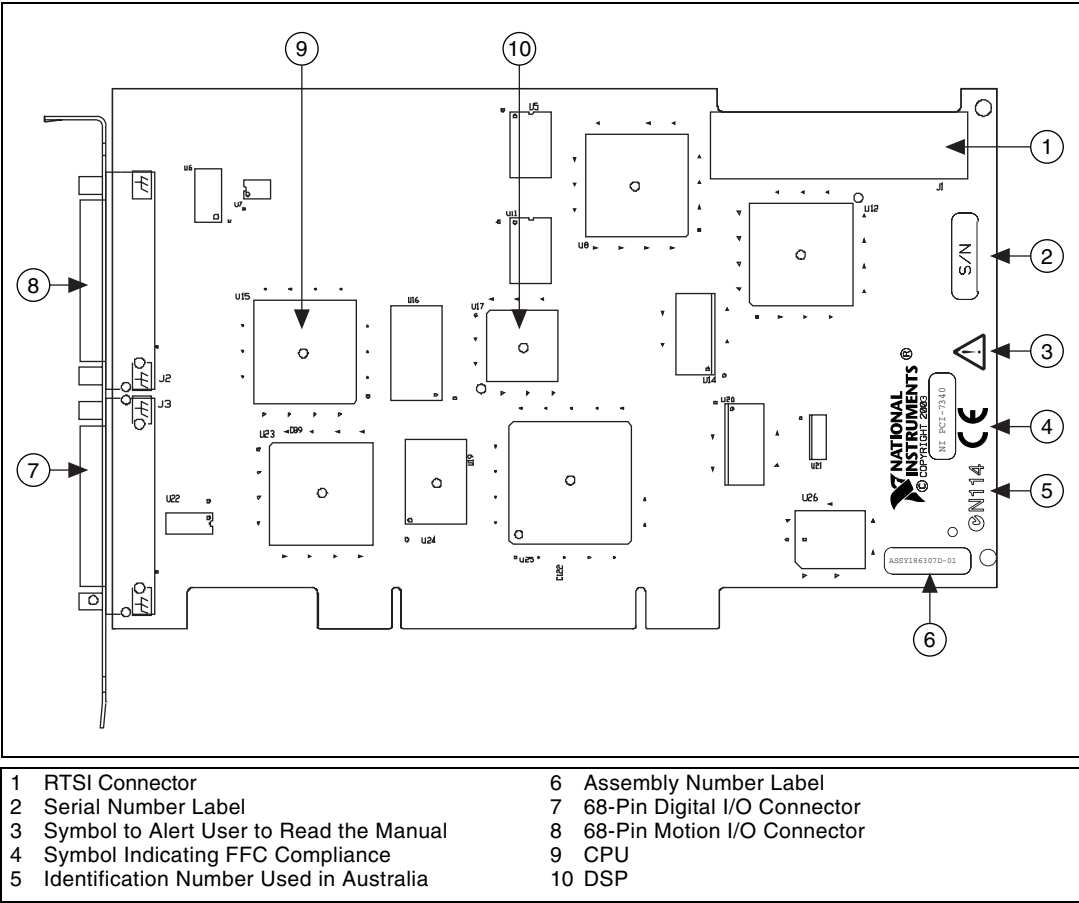 9
10
U5
1
U6
U7
J1
U11
U12
U8
2
S/N
8
U15
U16
U17
3
U14
J2
J3
NATIONAL
INSTRUMENTS ®
© COPYRIGHT 2003
NI PCI-7340
CE
4
U20
U23
D89
U19
U21
7
N114
5
U22
U26
U24
U25
C122
ASSY186307D-01
6
1 RTSI Connector
2 Serial Number Label
3 Symbol to Alert User to Read the Manual
4 Symbol Indicating FFC Compliance
5 Identification Number Used in Australia
6 Assembly Number Label
7 68-Pin Digital I/O Connector
8 68-Pin Motion I/O Connector
9 CPU
10 DSP